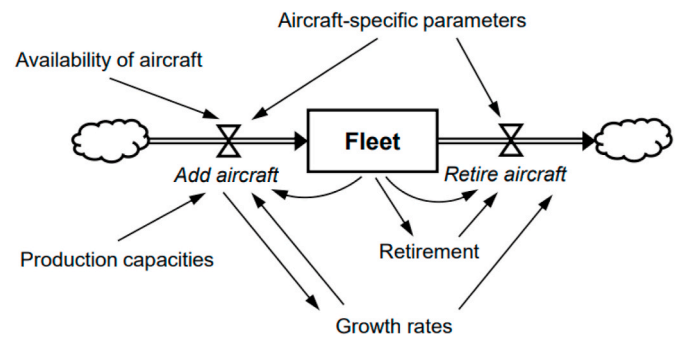 Aircraft-specific parameters
Availability of aircraft
Fleet
Add aircraft
Retire aircraft
Production capacities
Retirement
Growth rates